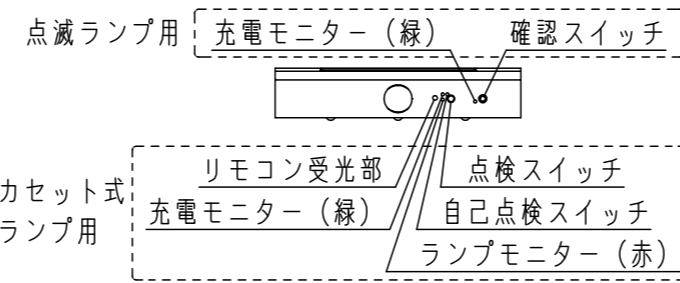 点滅ランプ用
充電モニター（緑） 確認スイッチ
カセット式
ランプ用
リモコン受光部 点検スイッチ
充電モニター（緑） 自己点検スイッチ
ランプモニター（赤）